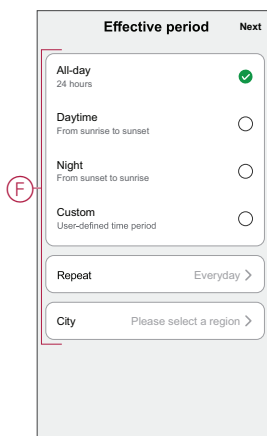 Effective period Next
All-day
24 hours
Daytime
From sunrise to sunset
Night
From sunset to sunrise
F
Custom
User-defined time period
Repeat Everyday >
City Please select a region >